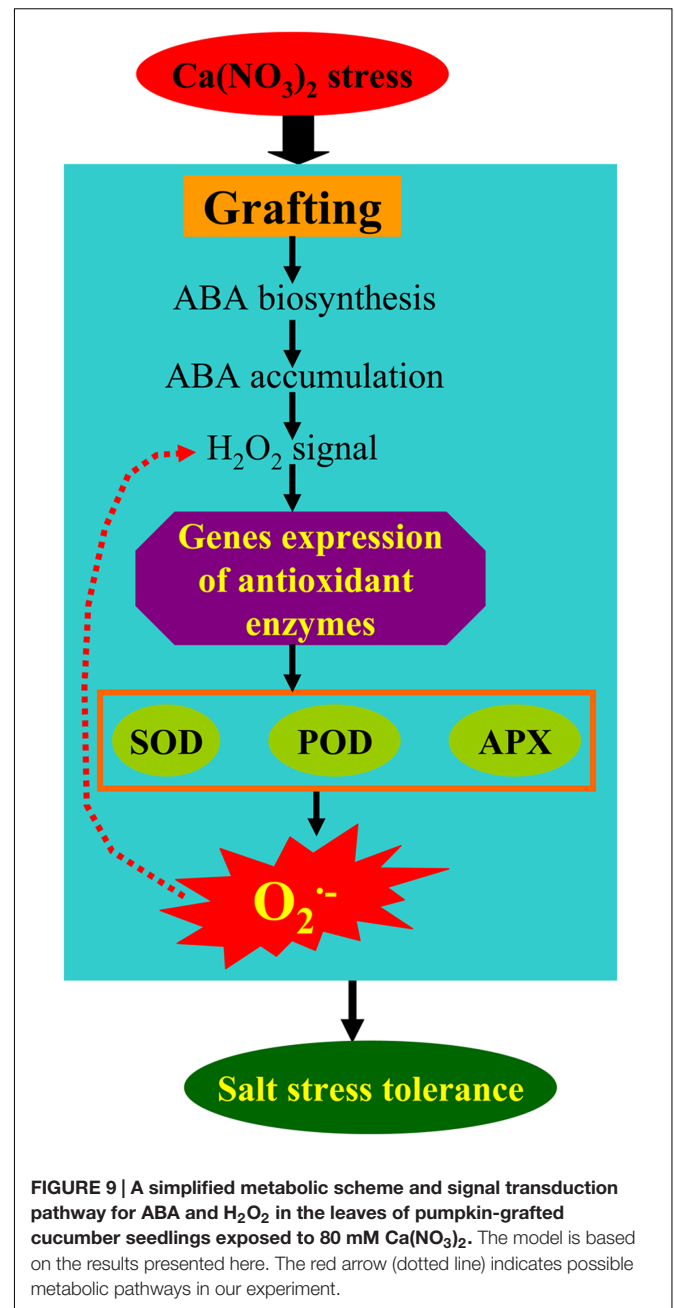 Ca(NO₃)₂ stress
Grafting
ABA biosynthesis
ABA accumulation
H₂O₂ signal
Genes expression
of antioxidant
enzymes
SOD POD APX
O₂·-
Salt stress tolerance
FIGURE 9 | A simplified metabolic scheme and signal transduction
pathway for ABA and H₂O₂ in the leaves of pumpkin-grafted
cucumber seedlings exposed to 80 mM Ca(NO₃)₂. The model is based
on the results presented here. The red arrow (dotted line) indicates possible
metabolic pathways in our experiment.